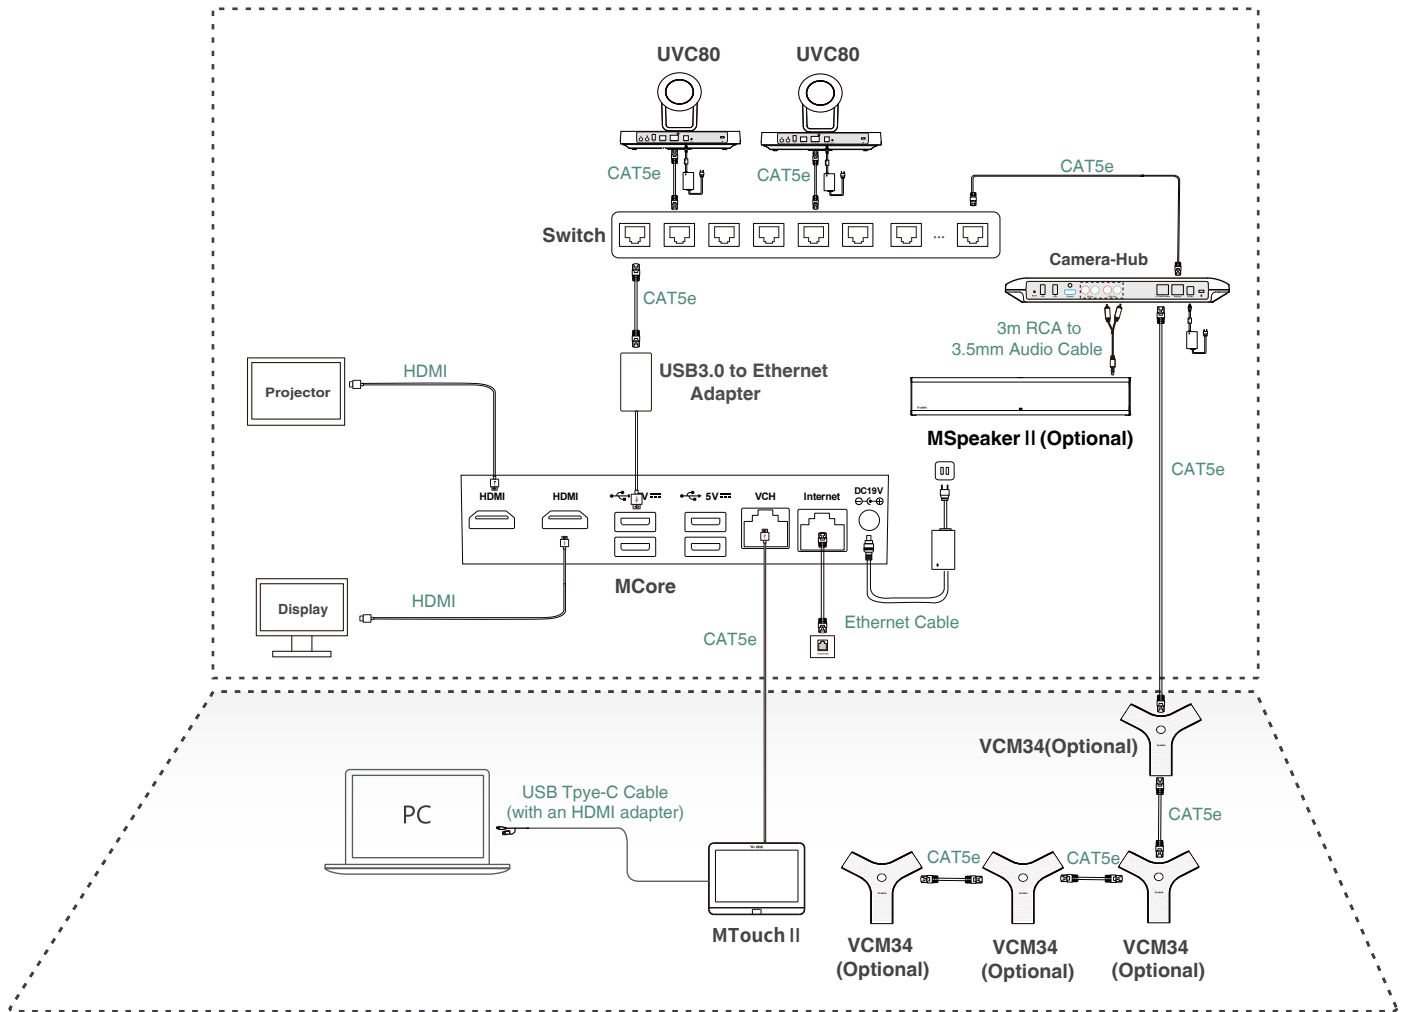 UVC80
UVC80
CAT5e
CAT5e
CAT5e
Switch
...
Camera-Hub
CAT5e
3m RCA to
3.5mm Audio Cable
HDMI
Projector
USB3.0 to Ethernet
Adapter
MSpeaker II (Optional)
CAT5e
HDMI
HDMI
V
5V
VCH
Internet
DC19V
MCore
Display
HDMI
CAT5e
Ethernet Cable
VCM34(Optional)
PC
USB Tpye-C Cable
(with an HDMI adapter)
CAT5e
Yealink
CAT5e
CAT5e
MTouch II
VCM34
(Optional)
VCM34
(Optional)
VCM34
(Optional)